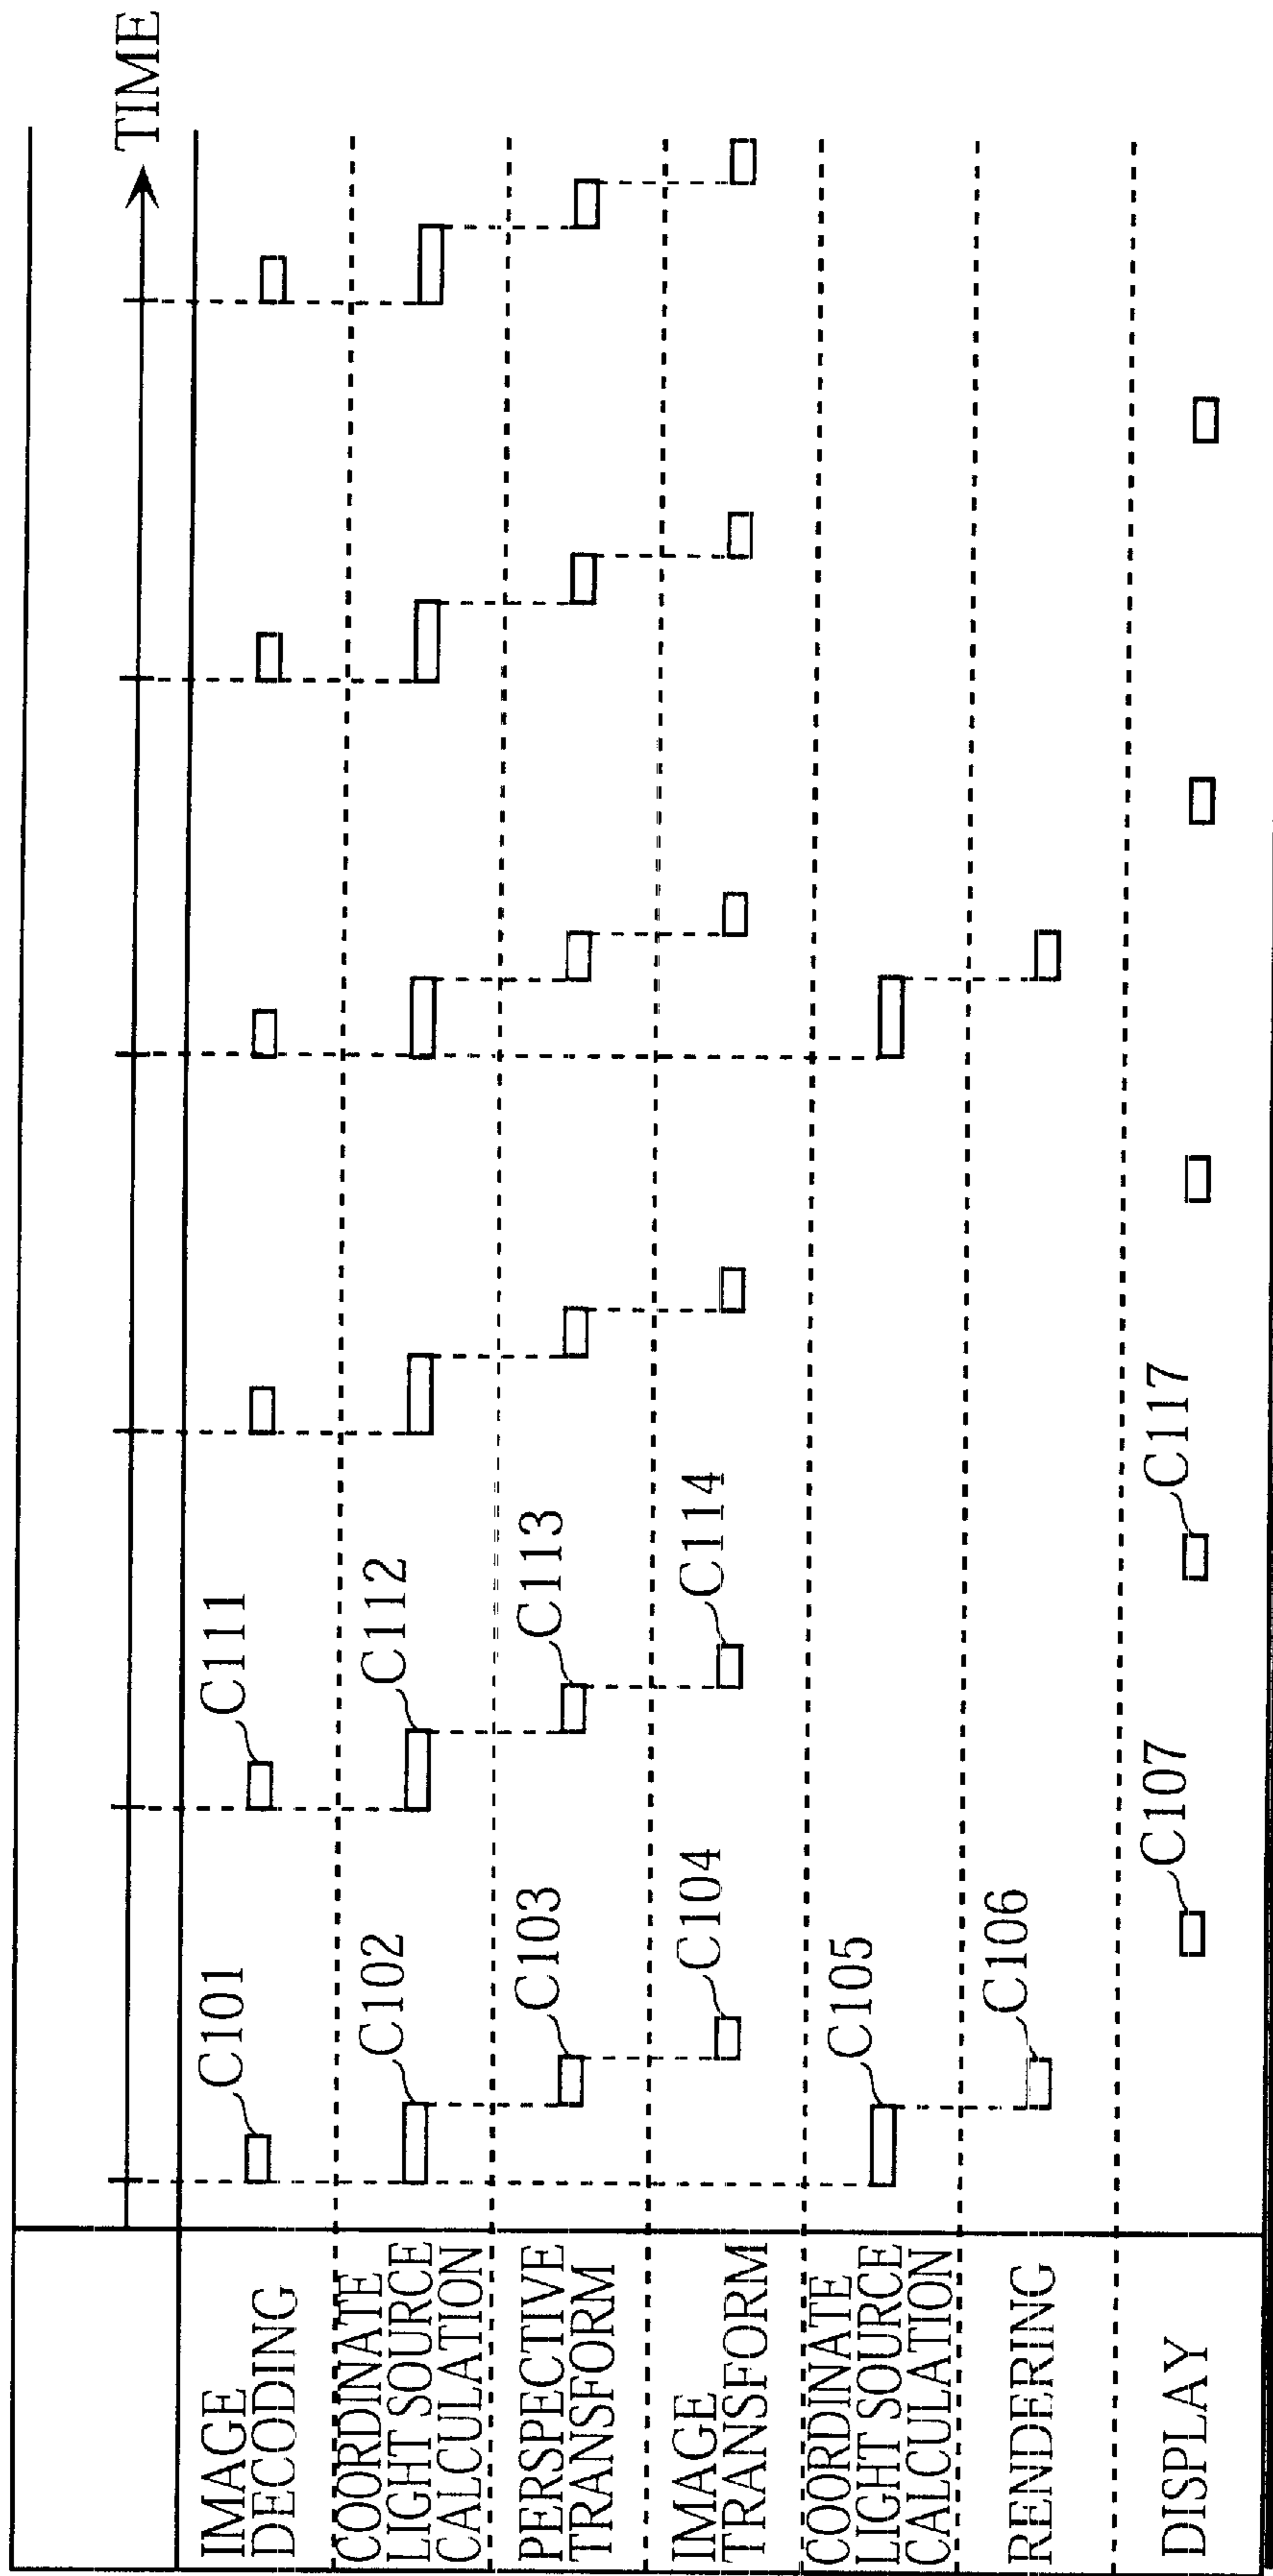 TIME
IMAGE
DECODING
C101
C111
COORDINATE
LIGHT SOURCE
CALCULATION
C102
C112
PERSPECTIVE
TRANSFORM
C103
C113
IMAGE
TRANSFORM
C104
C114
COORDINATE
LIGHT SOURCE
CALCULATION
C105
RENDERING
C106
DISPLAY
C107
C117